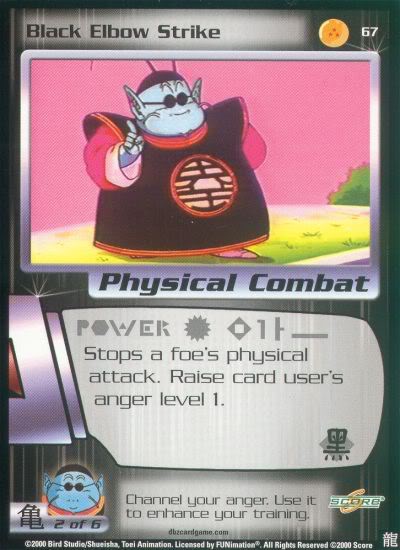 Black Elbow Strike 67
Physical Combat
POWER
Stops a foe's physical
attack. Raise card user's
anger level 1.
黒
亀 2 of 6
Channel your anger. Use it
to enhance your training.
SCORE
dbzcardgame.com
©2000 Bird Studio/Shueisha, Toei Animation. Licensed by FUNimation®. All Rights Reserved ©2000 Score
龍